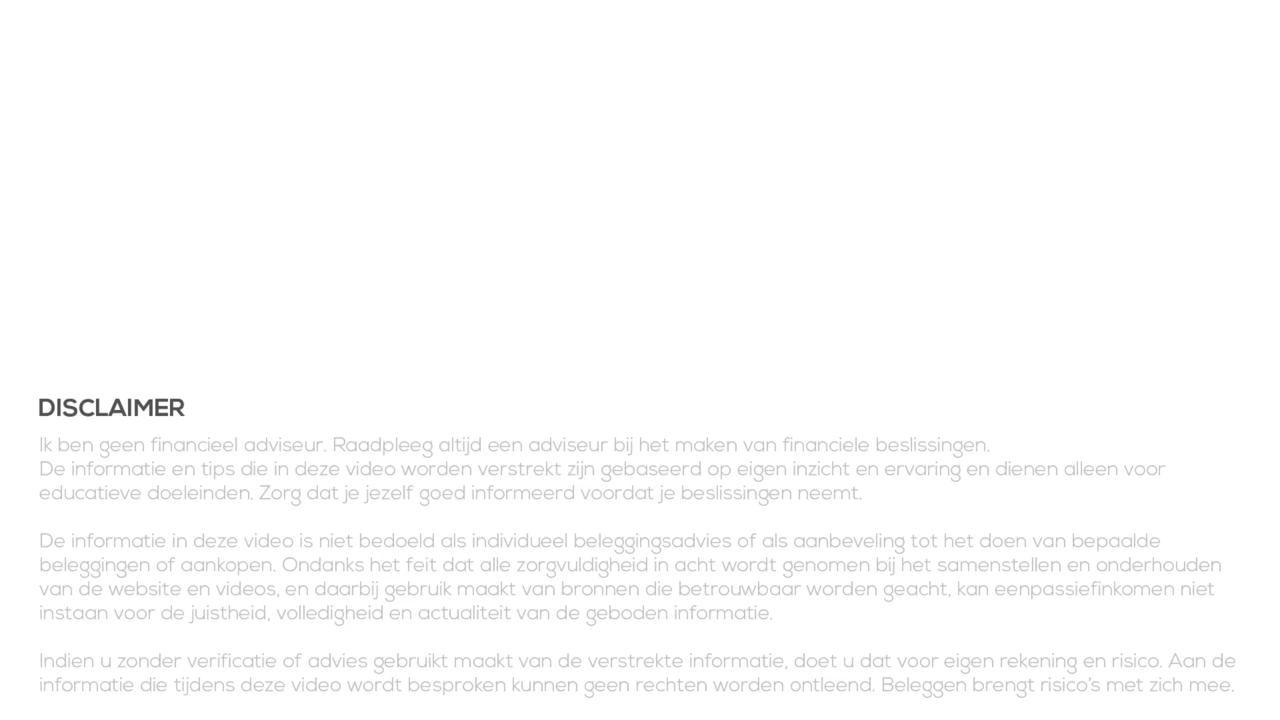 DISCLAIMER
Ik ben geen financieel adviseur. Raadpleeg altijd een adviseur bij het maken van financiele beslissingen.
De informatie en tips die in deze video worden verstrekt zijn gebaseerd op eigen inzicht en ervaring en dienen alleen voor
educatieve doeleinden. Zorg dat je jezelf goed informeerd voordat je beslissingen neemt.
De informatie in deze video is niet bedoeld als individueel beleggingsadvies of als aanbeveling tot het doen van bepaalde
beleggingen of aankopen. Ondanks het feit dat alle zorgvuldigheid in acht wordt genomen bij het samenstellen en onderhouden
van de website en videos, en daarbij gebruik maakt van bronnen die betrouwbaar worden geacht, kan eenpassiefinkomen niet
instaan voor de juistheid, volledigheid en actualiteit van de geboden informatie.
Indien u zonder verificatie of advies gebruikt maakt van de verstrekte informatie, doet u dat voor eigen rekening en risico. Aan de
informatie die tijdens deze video wordt besproken kunnen geen rechten worden ontleend. Beleggen brengt risico's met zich mee.